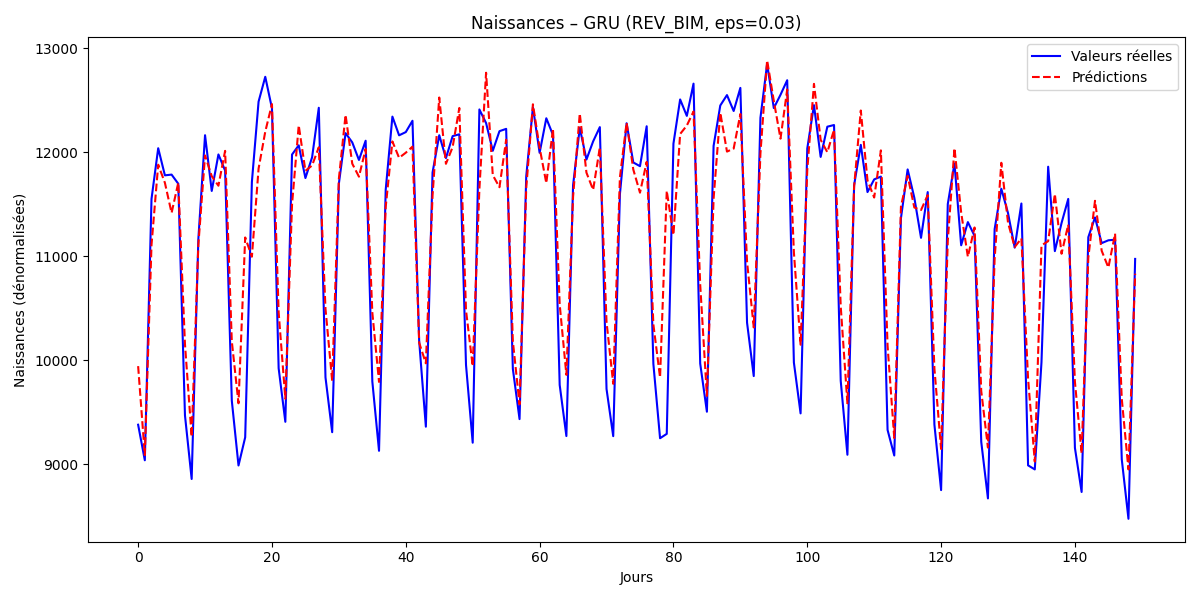 Naissances – GRU (REV_BIM, eps=0.03)
Valeurs réelles
Prédictions
Naissances (dénormalisées)
13000
12000
11000
10000
9000
0 20 40 60 80 100 120 140
Jours